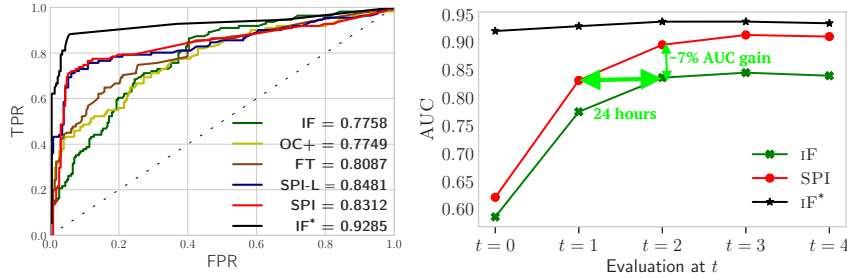 1.0
0.8
0.6
0.4
0.2
0.0
TPR
0.0
0.2
0.4
0.6
0.8
1.0
FPR
IF = 0.7758
OC+ = 0.7749
FT = 0.8087
SPI-L = 0.8481
SPI = 0.8312
IF* = 0.9285
0.95
0.90
0.85
0.80
0.75
0.70
0.65
0.60
AUC
~7% AUC gain
24 hours
IF
SPI
IF*
t = 0
t = 1
t = 2
t = 3
t = 4
Evaluation at t